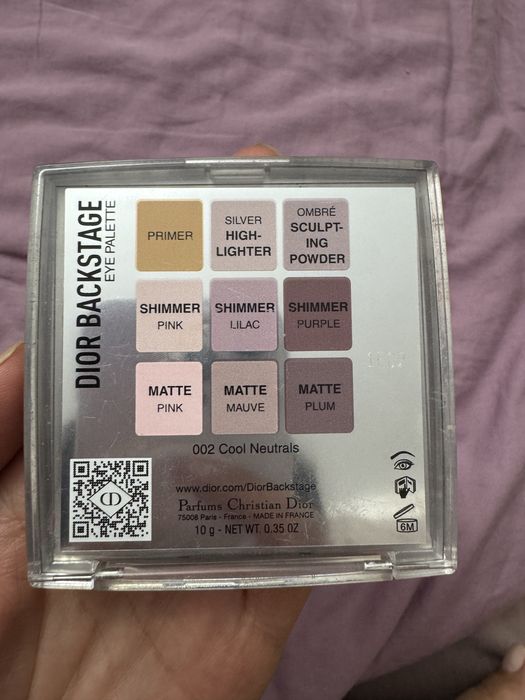 DIOR BACKSTAGE
EYE PALETTE
PRIMER
SILVER
HIGH-
LIGHTER
OMBRÉ
SCULPT-
ING
POWDER
SHIMMER
PINK
SHIMMER
LILAC
SHIMMER
PURPLE
MATTE
PINK
MATTE
MAUVE
MATTE
PLUM
002 Cool Neutrals
www.dior.com/DiorBackstage
Parfums Christian Dior
75008 Paris - France - MADE IN FRANCE
10 g - NET WT. 0.35 OZ
6M